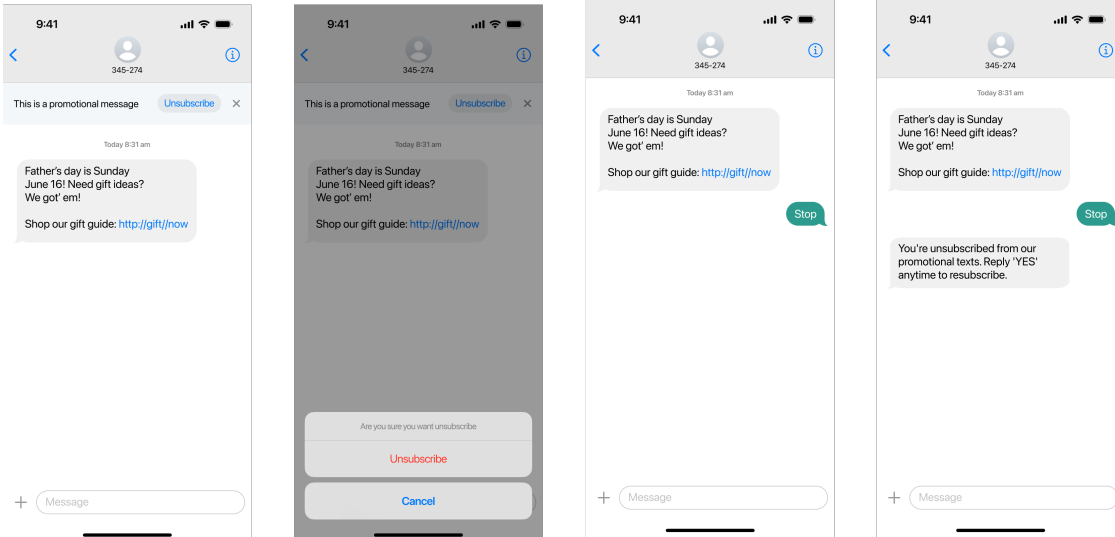 9:41
345-274
This is a promotional message Unsubscribe
Today 8:31 am
Father's day is Sunday
June 16! Need gift ideas?
We got' em!
Shop our gift guide: http://gift//now
Message
9:41
345-274
This is a promotional message Unsubscribe
Today 8:31 am
Father's day is Sunday
June 16! Need gift ideas?
We got' em!
Shop our gift guide: http://gift//now
Are you sure you want unsubscribe
Unsubscribe
Cancel
9:41
345-274
Today 8:31 am
Father's day is Sunday
June 16! Need gift ideas?
We got' em!
Shop our gift guide: http://gift//now
Stop
Message
9:41
345-274
Today 8:31 am
Father's day is Sunday
June 16! Need gift ideas?
We got' em!
Shop our gift guide: http://gift//now
Stop
You're unsubscribed from our
promotional texts. Reply 'YES'
anytime to resubscribe.
Message